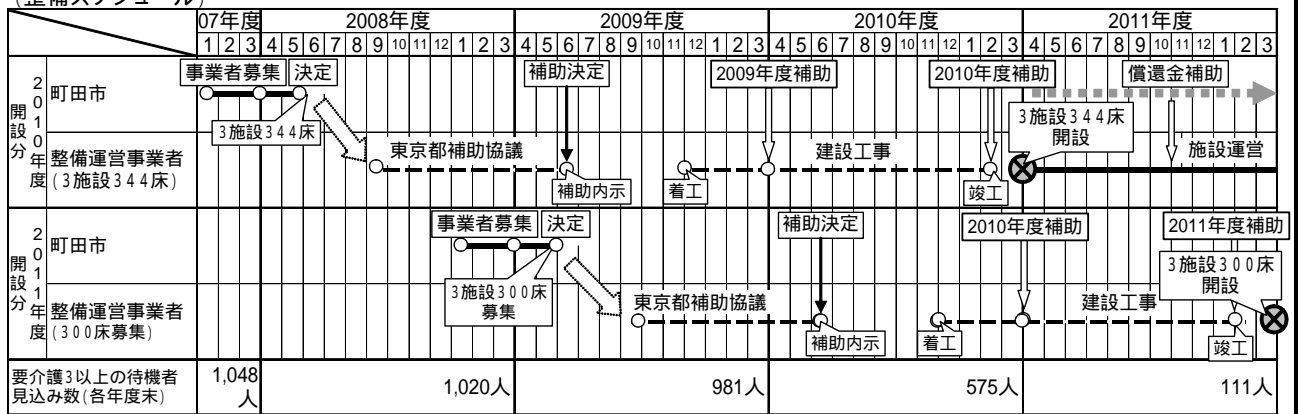 (整備スケジュール)
07年度 2008年度 2009年度 2010年度 2011年度
1 2 3 4 5 6 7 8 9 10 11 12 1 2 3 4 5 6 7 8 9 10 11 12 1 2 3 4 5 6 7 8 9 10 11 12 1 2 3 4 5 6 7 8 9 10 11 12 1 2 3
2010年度開設分
町田市
事業者募集 決定
3施設344床
補助決定
2009年度補助
2010年度補助
償還金補助
3施設344床
開設
整備運営事業者
(3施設344床)
東京都補助協議
補助内示
着工
建設工事
竣工
施設運営
2011年度開設分
町田市
事業者募集 決定
3施設300床
募集
補助決定
2010年度補助
2011年度補助
3施設300床
開設
整備運営事業者
(300床募集)
東京都補助協議
補助内示
着工
建設工事
竣工
要介護3以上の待機者
見込み数(各年度末)
1,048
人
1,020人
981人
575人
111人